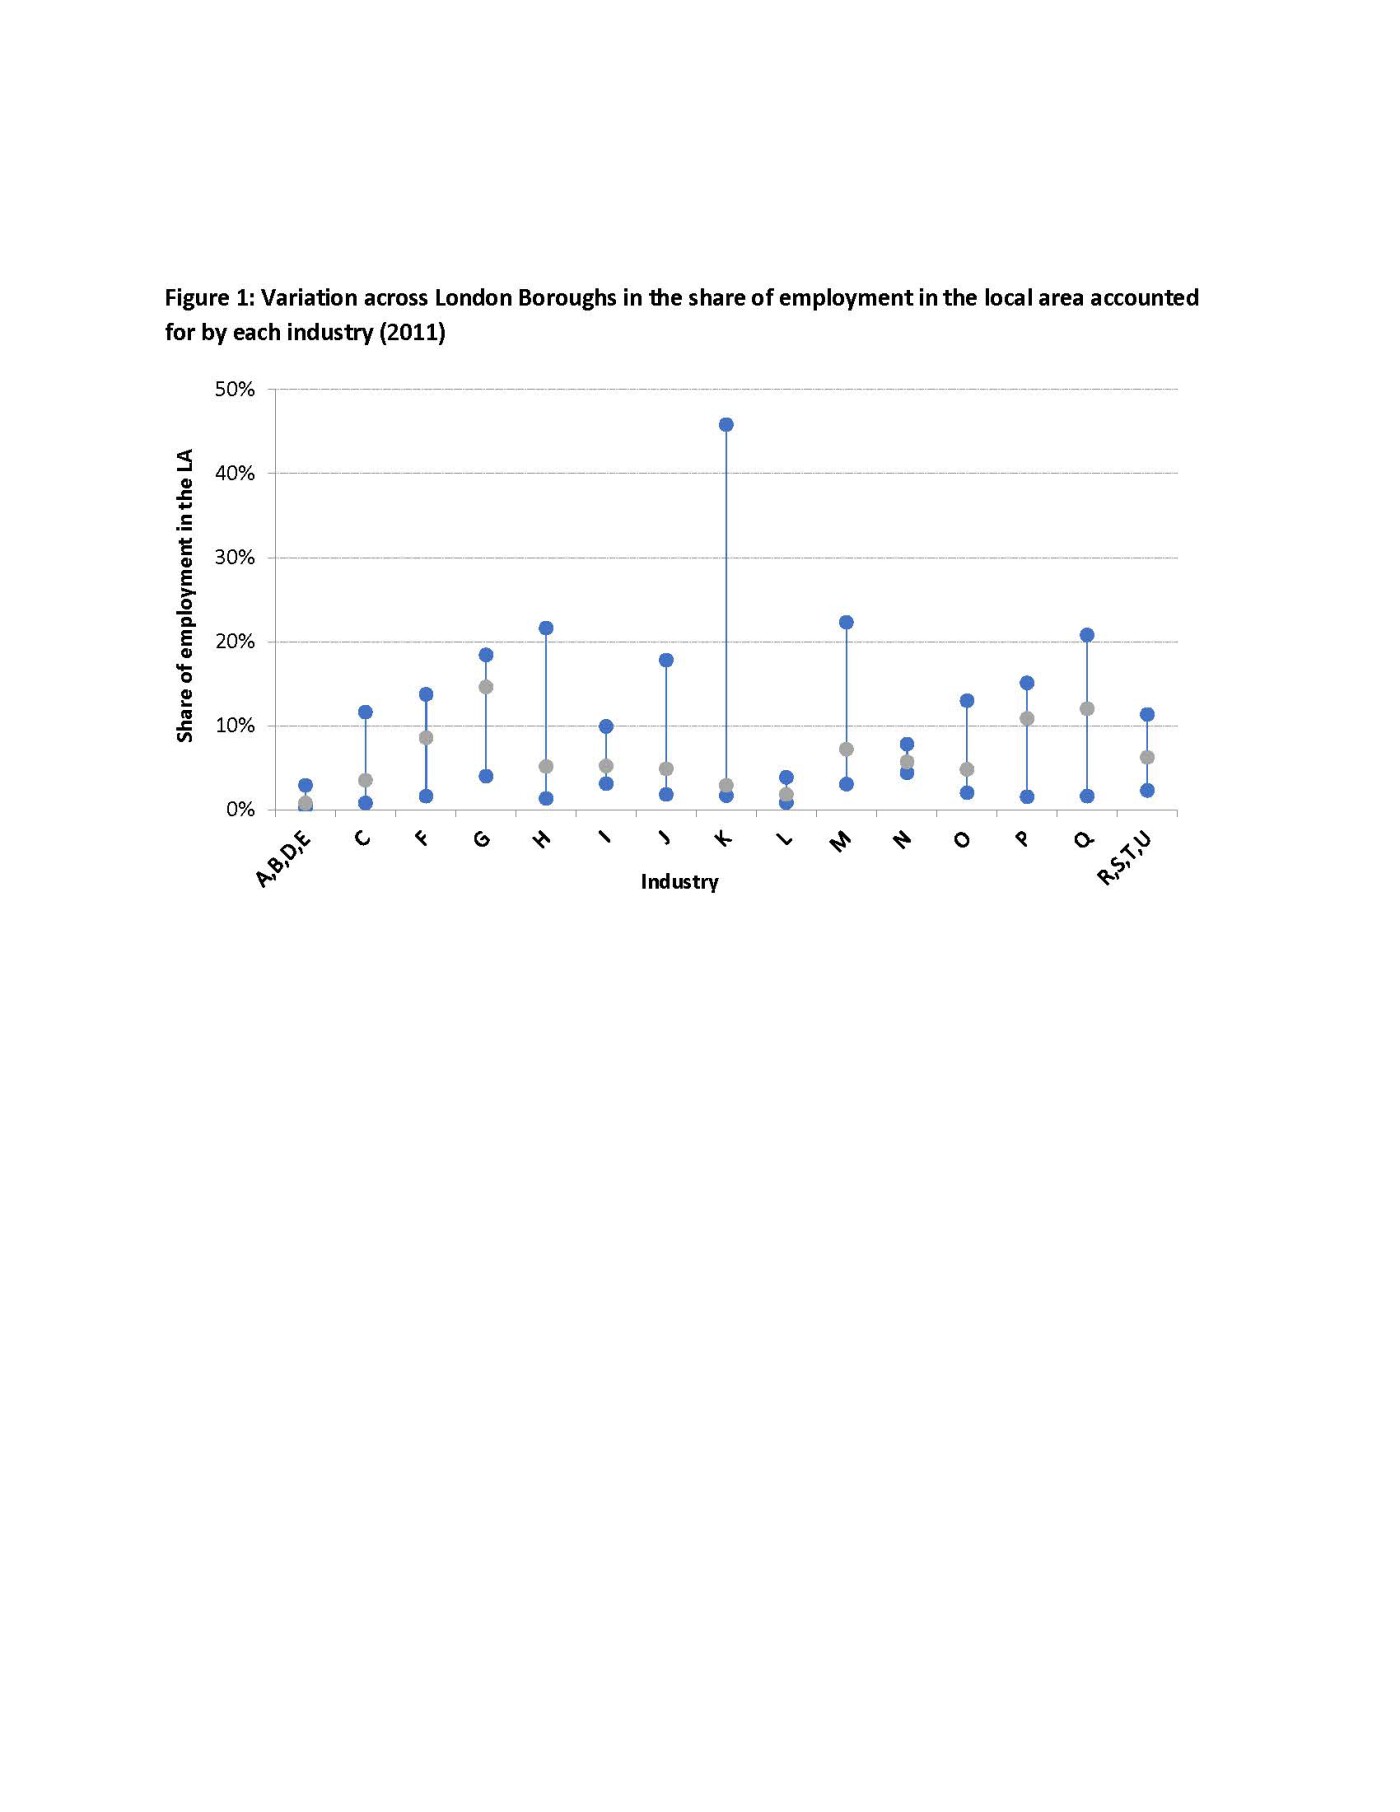 Figure 1: Variation across London Boroughs in the share of employment in the local area accounted
for by each industry (2011)
50%
40%
30%
20%
10%
0%
Share of employment in the LA
A,B,D,E
C
F
G
H
I
J
K
L
M
N
O
P
Q
R,S,T,U
Industry